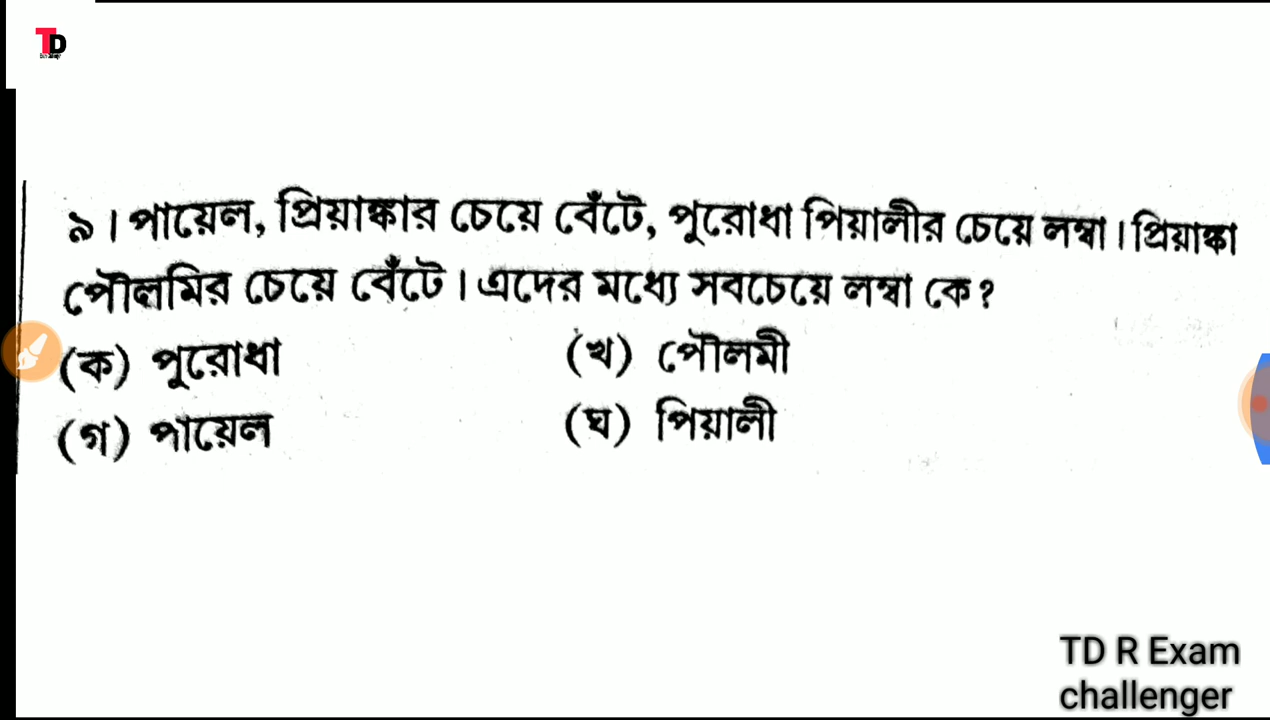 TD
৯। পায়েল, প্রিয়াঙ্কার চেয়ে বেঁটে, পুরোধা পিয়ালীর চেয়ে লম্বা। প্রিয়াঙ্কা
পৌলমির চেয়ে বেঁটে। এদের মধ্যে সবচেয়ে লম্বা কে?
(ক) পুরোধা (খ) পৌলমী
(গ) পায়েল (ঘ) পিয়ালী
TD R Exam
challenger